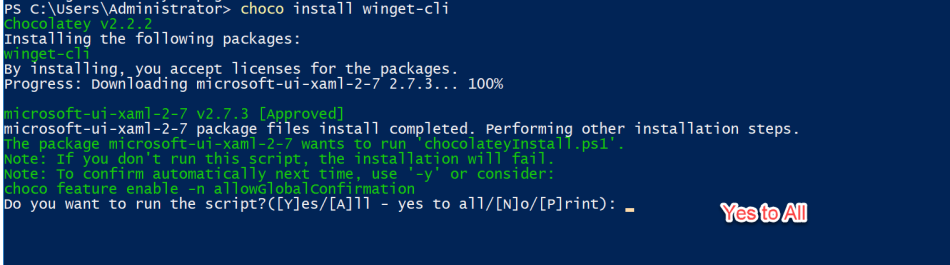 PS C:\Users\Administrator> choco install winget-cli
Chocolatey v2.2.2
Installing the following packages:
winget-cli
By installing, you accept licenses for the packages.
Progress: Downloading microsoft-ui-xaml-2-7 2.7.3... 100%
microsoft-ui-xaml-2-7 v2.7.3 [Approved]
microsoft-ui-xaml-2-7 package files install completed. Performing other installation steps.
The package microsoft-ui-xaml-2-7 wants to run 'chocolateyInstall.ps1'.
Note: If you don't run this script, the installation will fail.
Note: To confirm automatically next time, use '-y' or consider:
choco feature enable -n allowGlobalConfirmation
Do you want to run the script?([Y]es/[A]ll - yes to all/[N]o/[P]rint):
Yes to All